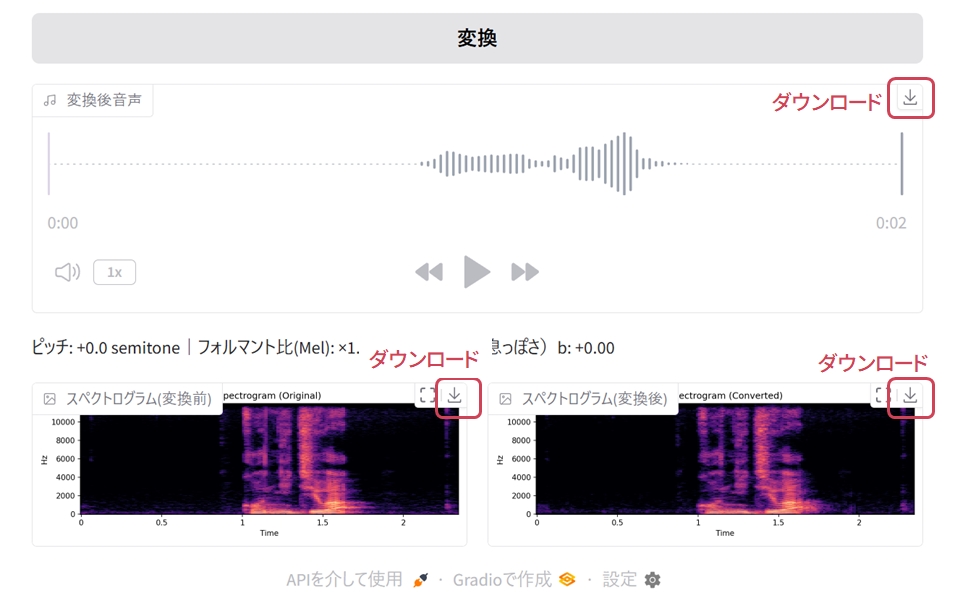 変換
変換後音声
ダウンロード
0:00
0:02
1x
ピッチ: +0.0 semitone｜フォルマント比(Mel): ×1.
息っぽさ）b: +0.00
ダウンロード
ダウンロード
スペクトログラム(変換前)
pectrogram (Original)
10000
8000
6000
4000
2000
0
Hz
0
0.5
1
1.5
2
Time
スペクトログラム(変換後)
ectrogram (Converted)
10000
8000
6000
4000
2000
0
Hz
0
0.5
1
1.5
2
Time
APIを介して使用 · Gradioで作成 · 設定